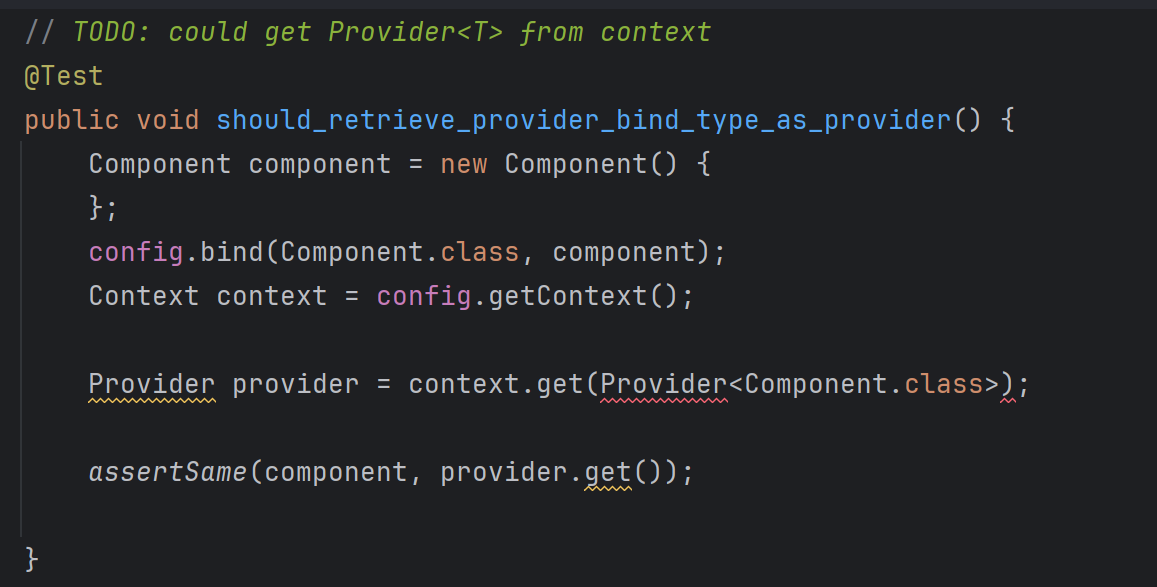 // TODO: could get Provider<T> from context
@Test
public void should_retrieve_provider_bind_type_as_provider() {
    Component component = new Component() {
    };
    config.bind(Component.class, component);
    Context context = config.getContext();

    Provider provider = context.get(Provider<Component.class>);

    assertSame(component, provider.get());

}